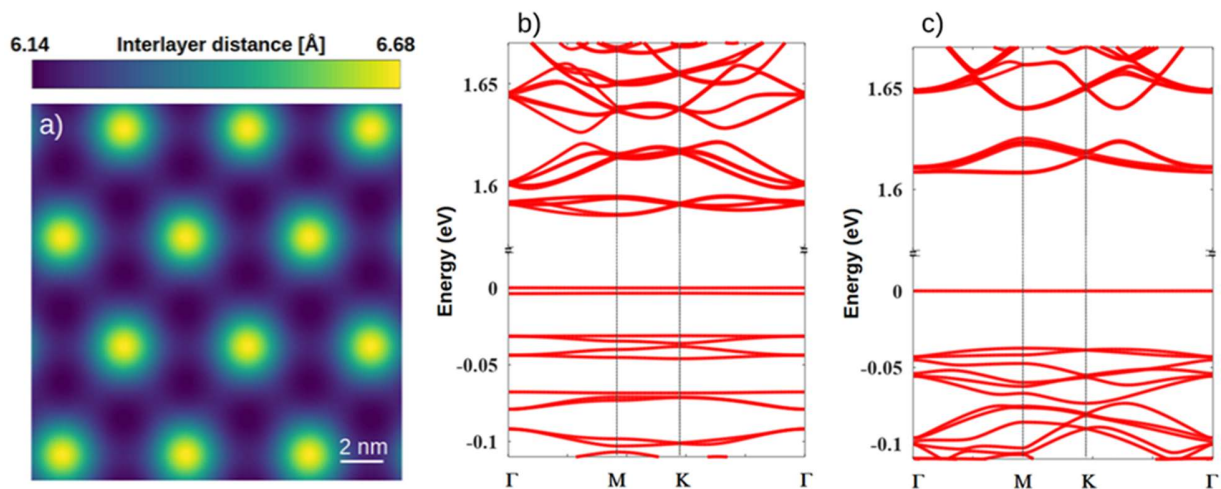 6.14 Interlayer distance [Å] 6.68
a)
2 nm
b)
Energy (eV)
1.65
1.6
0
-0.05
-0.1
Γ M K Γ
c)
Energy (eV)
1.65
1.6
0
-0.05
-0.1
Γ M K Γ